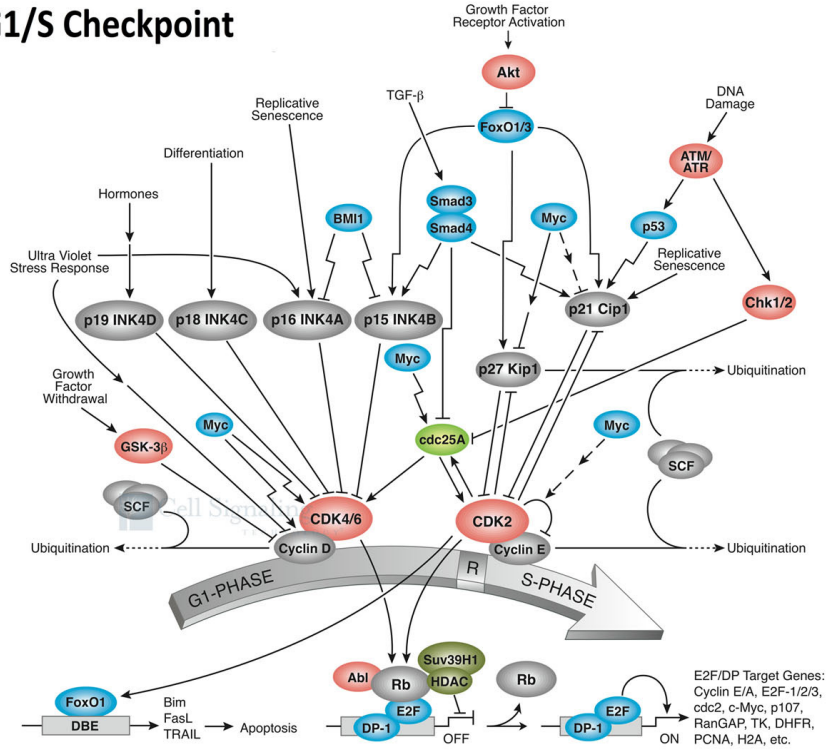 G1/S Checkpoint
Growth Factor
Receptor Activation
Akt
TGF-β
DNA
Damage
Replicative
Senescence
FoxO1/3
Differentiation
ATM/
ATR
Hormones
Smad3
BMI1
Myc
Smad4
p53
Ultra Violet
Stress Response
Replicative
Senescence
p19 INK4D
p18 INK4C
p16 INK4A
p15 INK4B
p21 Cip1
Chk1/2
Myc
p27 Kip1
Ubiquitination
Growth
Factor
Withdrawal
Myc
Myc
GSK-3β
cdc25A
SCF
SCF
Cell Signaling
CDK4/6
CDK2
Ubiquitination
Cyclin D
Cyclin E
Ubiquitination
G1-PHASE
R
S-PHASE
Suv39H1
Abl
Rb
HDAC
Rb
E2F/DP Target Genes:
Cyclin E/A, E2F-1/2/3,
cdc2, c-Myc, p107,
RanGAP, TK, DHFR,
PCNA, H2A, etc.
FoxO1
DBE
Bim
FasL
TRAIL
Apoptosis
E2F
DP-1
OFF
E2F
DP-1
ON